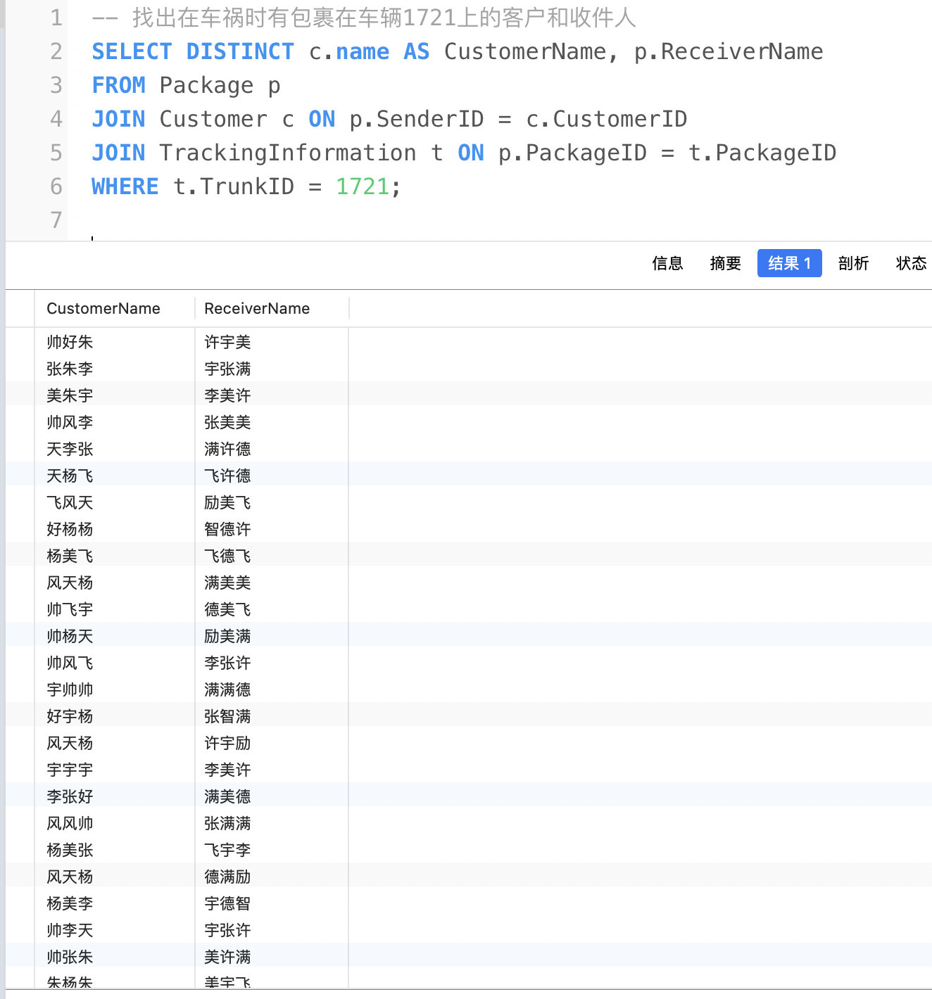 1 -- 找出在车祸时有包裹在车辆1721上的客户和收件人
2 SELECT DISTINCT c.name AS CustomerName, p.ReceiverName
3 FROM Package p
4 JOIN Customer c ON p.SenderID = c.CustomerID
5 JOIN TrackingInformation t ON p.PackageID = t.PackageID
6 WHERE t.TrunkID = 1721;
7
信息 摘要 结果 1 剖析 状态
CustomerName ReceiverName
帅好朱 许宇美
张朱李 宇张满
美朱宇 李美许
帅风李 张美美
天李张 满许德
天杨飞 飞许德
飞风天 励美飞
好杨杨 智德许
杨美飞 飞德飞
风天杨 满美美
帅飞宇 德美飞
帅杨天 励美满
帅风飞 李张许
宇帅帅 满满德
好宇杨 张智满
风天杨 许宇励
宇宇宇 李美许
李张好 满美德
风风帅 张满满
杨美张 飞宇李
风天杨 德满励
杨美李 宇德智
帅李天 宇张许
帅张朱 美许满
朱杨朱 美宇飞